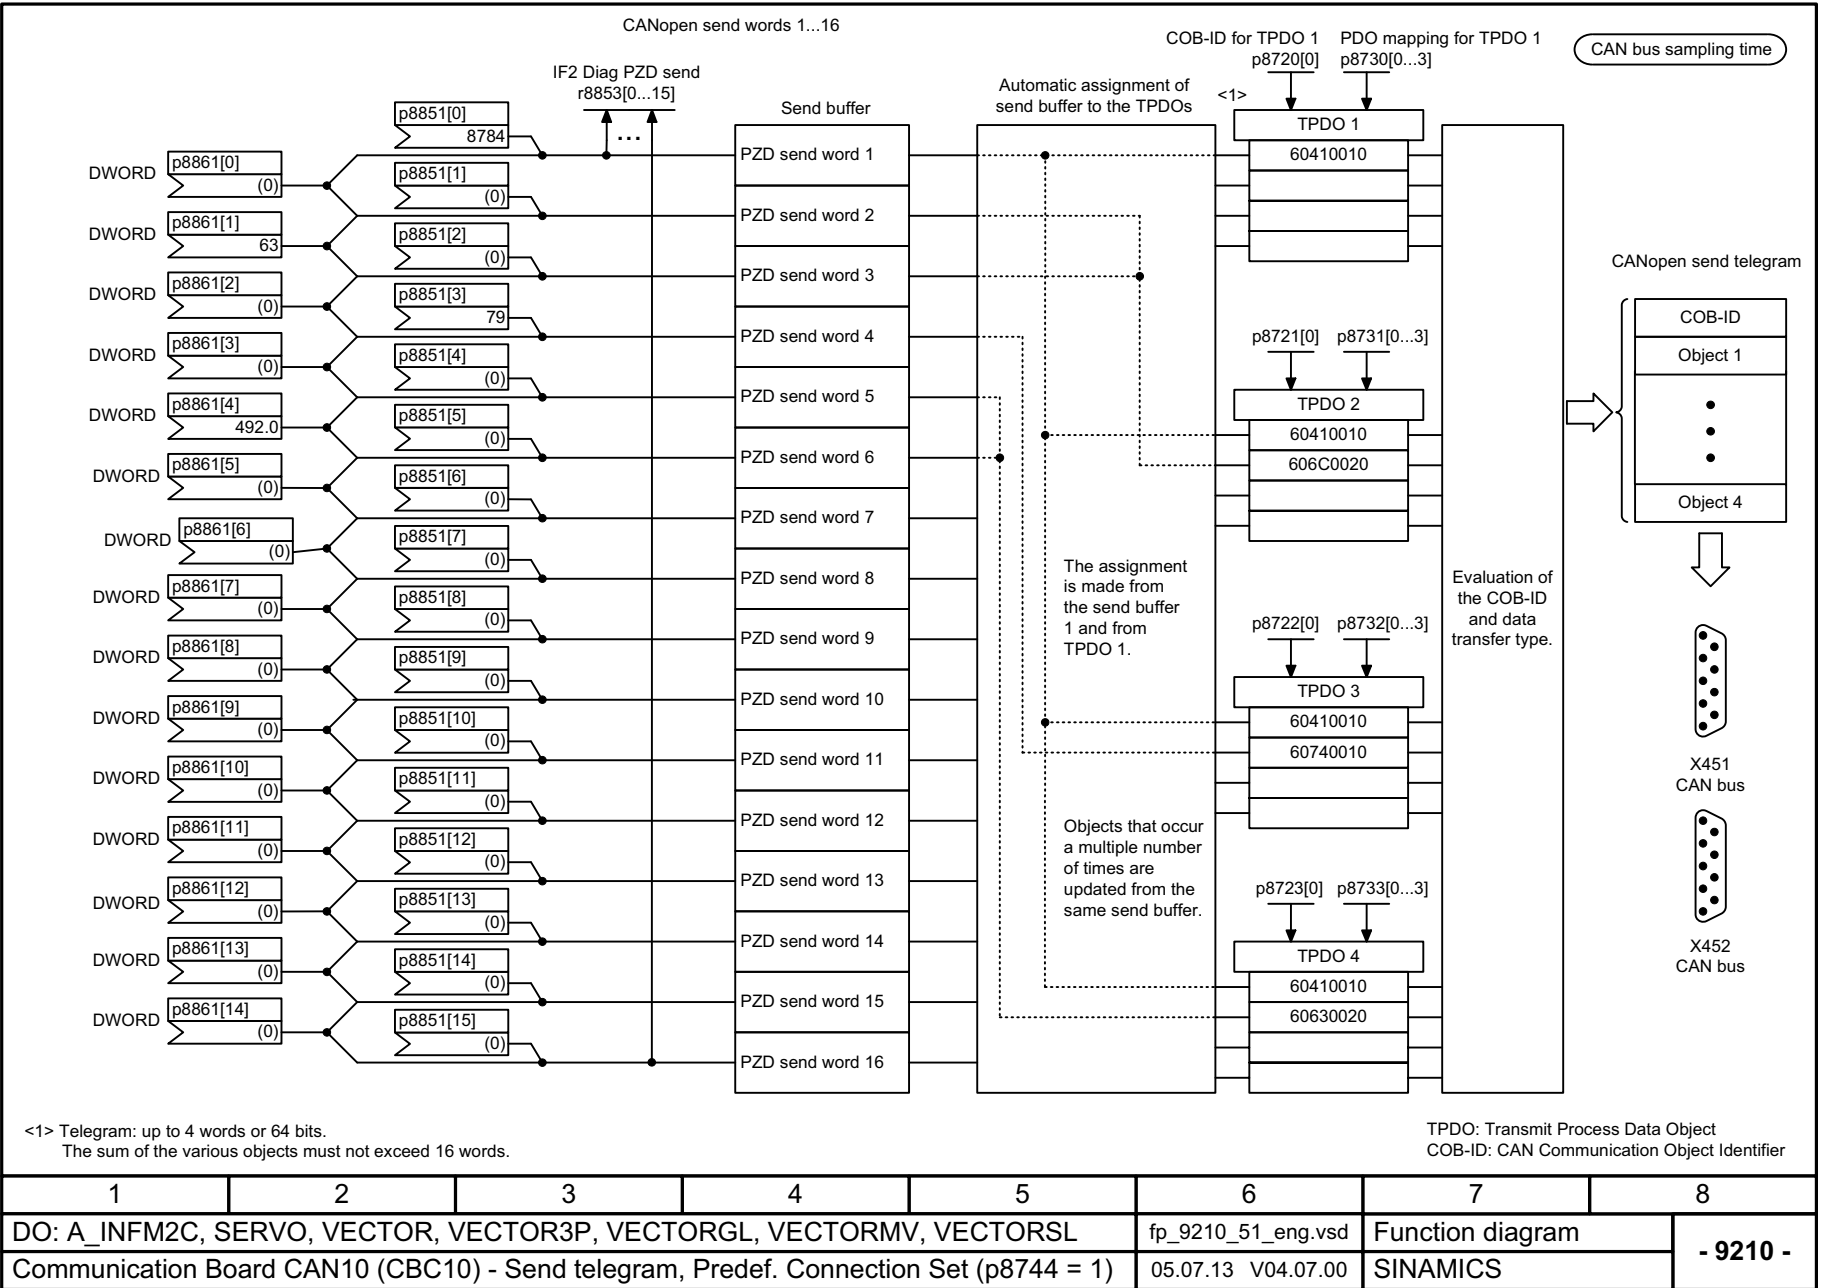 CANopen send words 1...16
IF2 Diag PZD send
r8853[0...15]
...
DWORD
p8861[0]
(0)
DWORD
p8861[1]
63
DWORD
p8861[2]
(0)
DWORD
p8861[3]
(0)
DWORD
p8861[4]
492.0
DWORD
p8861[5]
(0)
DWORD
p8861[6]
(0)
DWORD
p8861[7]
(0)
DWORD
p8861[8]
(0)
DWORD
p8861[9]
(0)
DWORD
p8861[10]
(0)
DWORD
p8861[11]
(0)
DWORD
p8861[12]
(0)
DWORD
p8861[13]
(0)
DWORD
p8861[14]
(0)
p8851[0]
8784
p8851[1]
(0)
p8851[2]
(0)
p8851[3]
79
p8851[4]
(0)
p8851[5]
(0)
p8851[6]
(0)
p8851[7]
(0)
p8851[8]
(0)
p8851[9]
(0)
p8851[10]
(0)
p8851[11]
(0)
p8851[12]
(0)
p8851[13]
(0)
p8851[14]
(0)
p8851[15]
(0)
Send buffer
PZD send word 1
PZD send word 2
PZD send word 3
PZD send word 4
PZD send word 5
PZD send word 6
PZD send word 7
PZD send word 8
PZD send word 9
PZD send word 10
PZD send word 11
PZD send word 12
PZD send word 13
PZD send word 14
PZD send word 15
PZD send word 16
Automatic assignment of
send buffer to the TPDOs
The assignment
is made from
the send buffer
1 and from
TPDO 1.
Objects that occur
a multiple number
of times are
updated from the
same send buffer.
COB-ID for TPDO 1
p8720[0]
PDO mapping for TPDO 1
p8730[0...3]
<1>
TPDO 1
60410010
p8721[0]
p8731[0...3]
TPDO 2
60410010
606C0020
p8722[0]
p8732[0...3]
TPDO 3
60410010
60740010
p8723[0]
p8733[0...3]
TPDO 4
60410010
60630020
Evaluation of
the COB-ID
and data
transfer type.
CAN bus sampling time
CANopen send telegram
COB-ID
Object 1
Object 4
X451
CAN bus
X452
CAN bus
<1> Telegram: up to 4 words or 64 bits.
The sum of the various objects must not exceed 16 words.
TPDO: Transmit Process Data Object
COB-ID: CAN Communication Object Identifier
1 2 3 4 5 6 7 8
DO: A_INFM2C, SERVO, VECTOR, VECTOR3P, VECTORGL, VECTORMV, VECTORSL
fp_9210_51_eng.vsd
Function diagram
- 9210 -
Communication Board CAN10 (CBC10) - Send telegram, Predef. Connection Set (p8744 = 1)
05.07.13 V04.07.00
SINAMICS